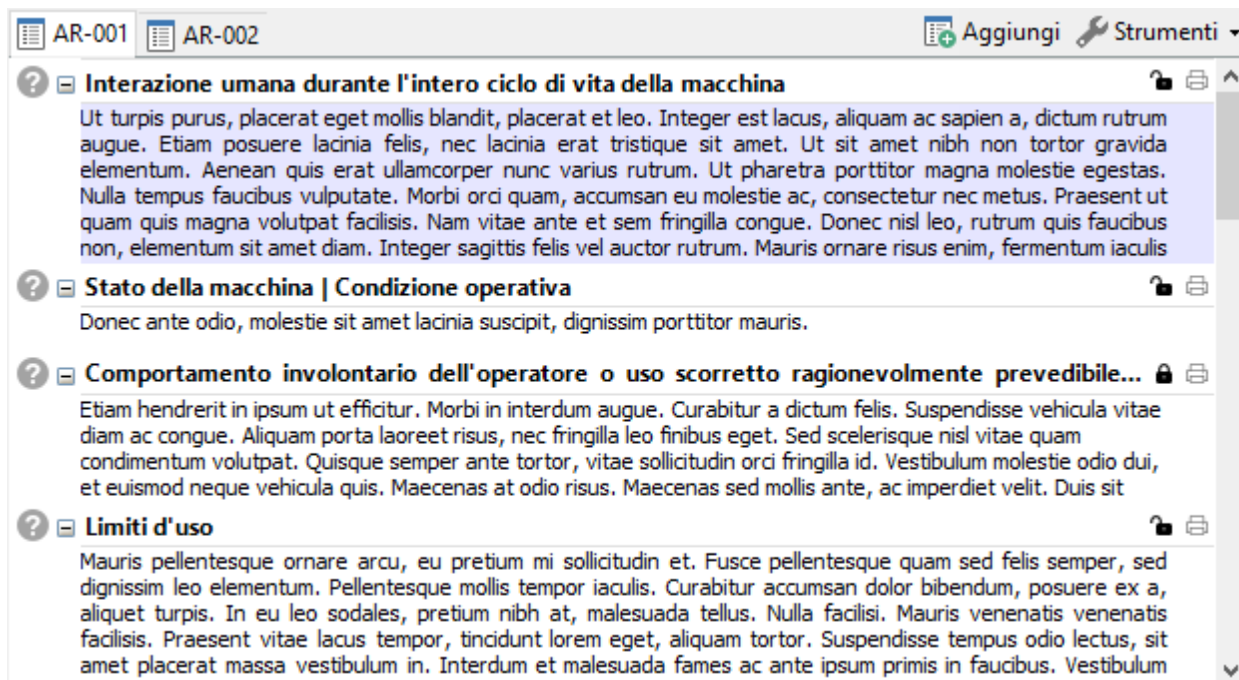 AR-001 AR-002 Aggiungi Strumenti
Interazione umana durante l'intero ciclo di vita della macchina
Ut turpis purus, placerat eget mollis blandit, placerat et leo. Integer est lacus, aliquam ac sapien a, dictum rutrum
augue. Etiam posuere lacinia felis, nec lacinia erat tristique sit amet. Ut sit amet nibh non tortor gravida
elementum. Aenean quis erat ullamcorper nunc varius rutrum. Ut pharetra porttitor magna molestie egestas.
Nulla tempus faucibus vulputate. Morbi orci quam, accumsan eu molestie ac, consectetur nec metus. Praesent ut
quam quis magna volutpat facilisis. Nam vitae ante et sem fringilla congue. Donec nisl leo, rutrum quis faucibus
non, elementum sit amet diam. Integer sagittis felis vel auctor rutrum. Mauris ornare risus enim, fermentum iaculis
Stato della macchina | Condizione operativa
Donec ante odio, molestie sit amet lacinia suscipit, dignissim porttitor mauris.
Comportamento involontario dell'operatore o uso scorretto ragionevolmente prevedibile...
Etiam hendrerit in ipsum ut efficitur. Morbi in interdum augue. Curabitur a dictum felis. Suspendisse vehicula vitae
diam ac congue. Aliquam porta laoreet risus, nec fringilla leo finibus eget. Sed scelerisque nisl vitae quam
condimentum volutpat. Quisque semper ante tortor, vitae sollicitudin orci fringilla id. Vestibulum molestie odio dui,
et euismod neque vehicula quis. Maecenas at odio risus. Maecenas sed mollis ante, ac imperdiet velit. Duis sit
Limiti d'uso
Mauris pellentesque ornare arcu, eu pretium mi sollicitudin et. Fusce pellentesque quam sed felis semper, sed
dignissim leo elementum. Pellentesque mollis tempor iaculis. Curabitur accumsan dolor bibendum, posuere ex a,
aliquet turpis. In eu leo sodales, pretium nibh at, malesuada tellus. Nulla facilisi. Mauris venenatis venenatis
facilisis. Praesent vitae lacus tempor, tincidunt lorem eget, aliquam tortor. Suspendisse tempus odio lectus, sit
amet placerat massa vestibulum in. Interdum et malesuada fames ac ante ipsum primis in faucibus. Vestibulum